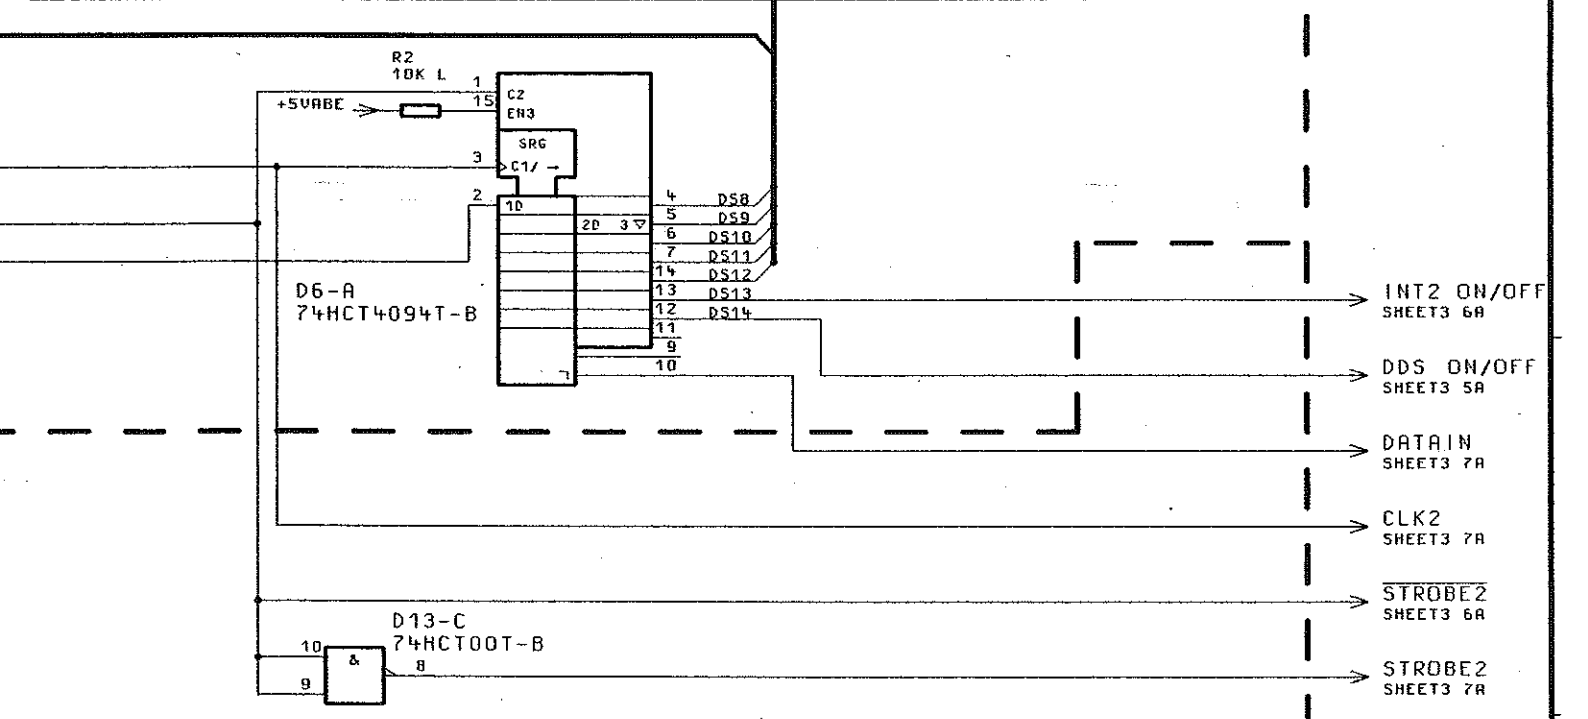 R2
10K L
+5VABE
1
15
C2
EN3
SRG
3
C1/ →
2
1D
2D 3 ▽
4 DS8
5 DS9
6 DS10
7 DS11
14 DS12
13 DS13
12 DS14
11
9
10
D6-A
74HCT4094T-B
INT2 ON/OFF
SHEET3 6A
DDS ON/OFF
SHEET3 5A
DATAIN
SHEET3 7A
CLK2
SHEET3 7A
STROBE2
SHEET3 6A
D13-C
74HCT00T-B
10
9
&
8
STROBE2
SHEET3 7A